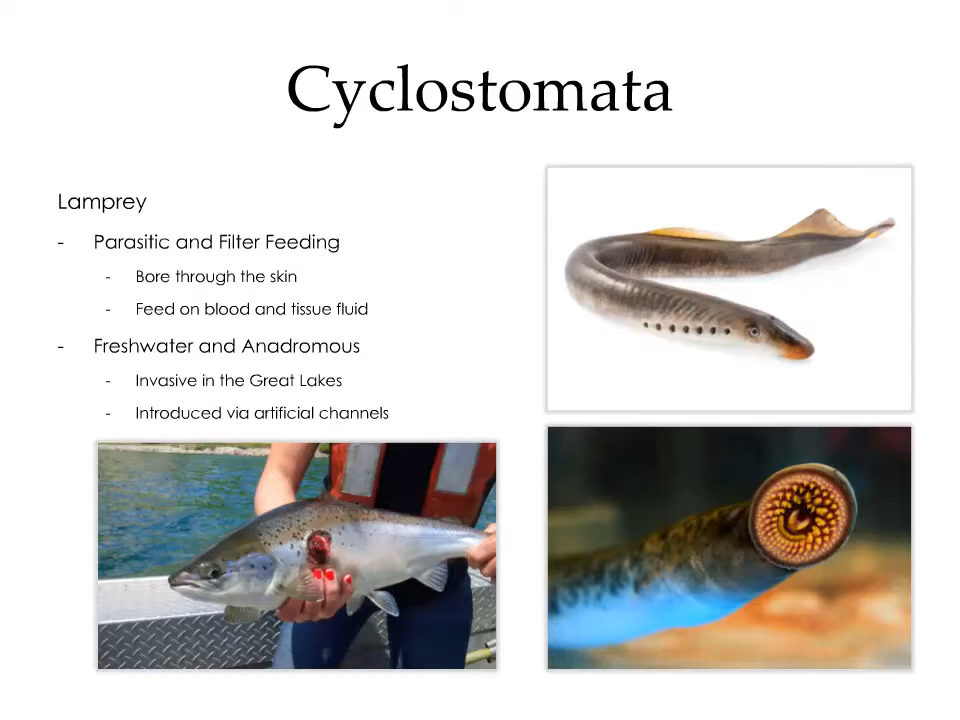 Cyclostomata
Lamprey
- Parasitic and Filter Feeding
- Bore through the skin
- Feed on blood and tissue fluid
- Freshwater and Anadromous
- Invasive in the Great Lakes
- Introduced via artificial channels